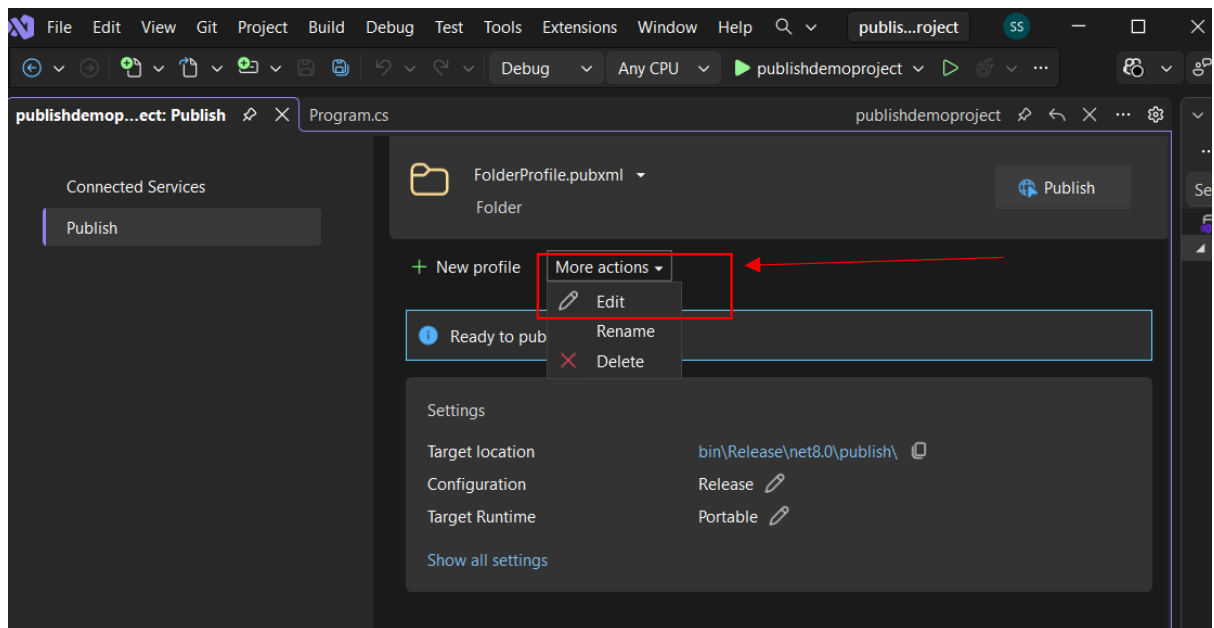 File Edit View Git Project Build Debug Test Tools Extensions Window Help publis...roject SS
Debug Any CPU publishdemoproject
publishdemop...ect: Publish Program.cs publishdemoproject
Connected Services
Publish
FolderProfile.pubxml
Folder
Publish
New profile More actions
Edit
Rename
Delete
Ready to pub
Settings
Target location bin\Release\net8.0\publish\
Configuration Release
Target Runtime Portable
Show all settings
Se